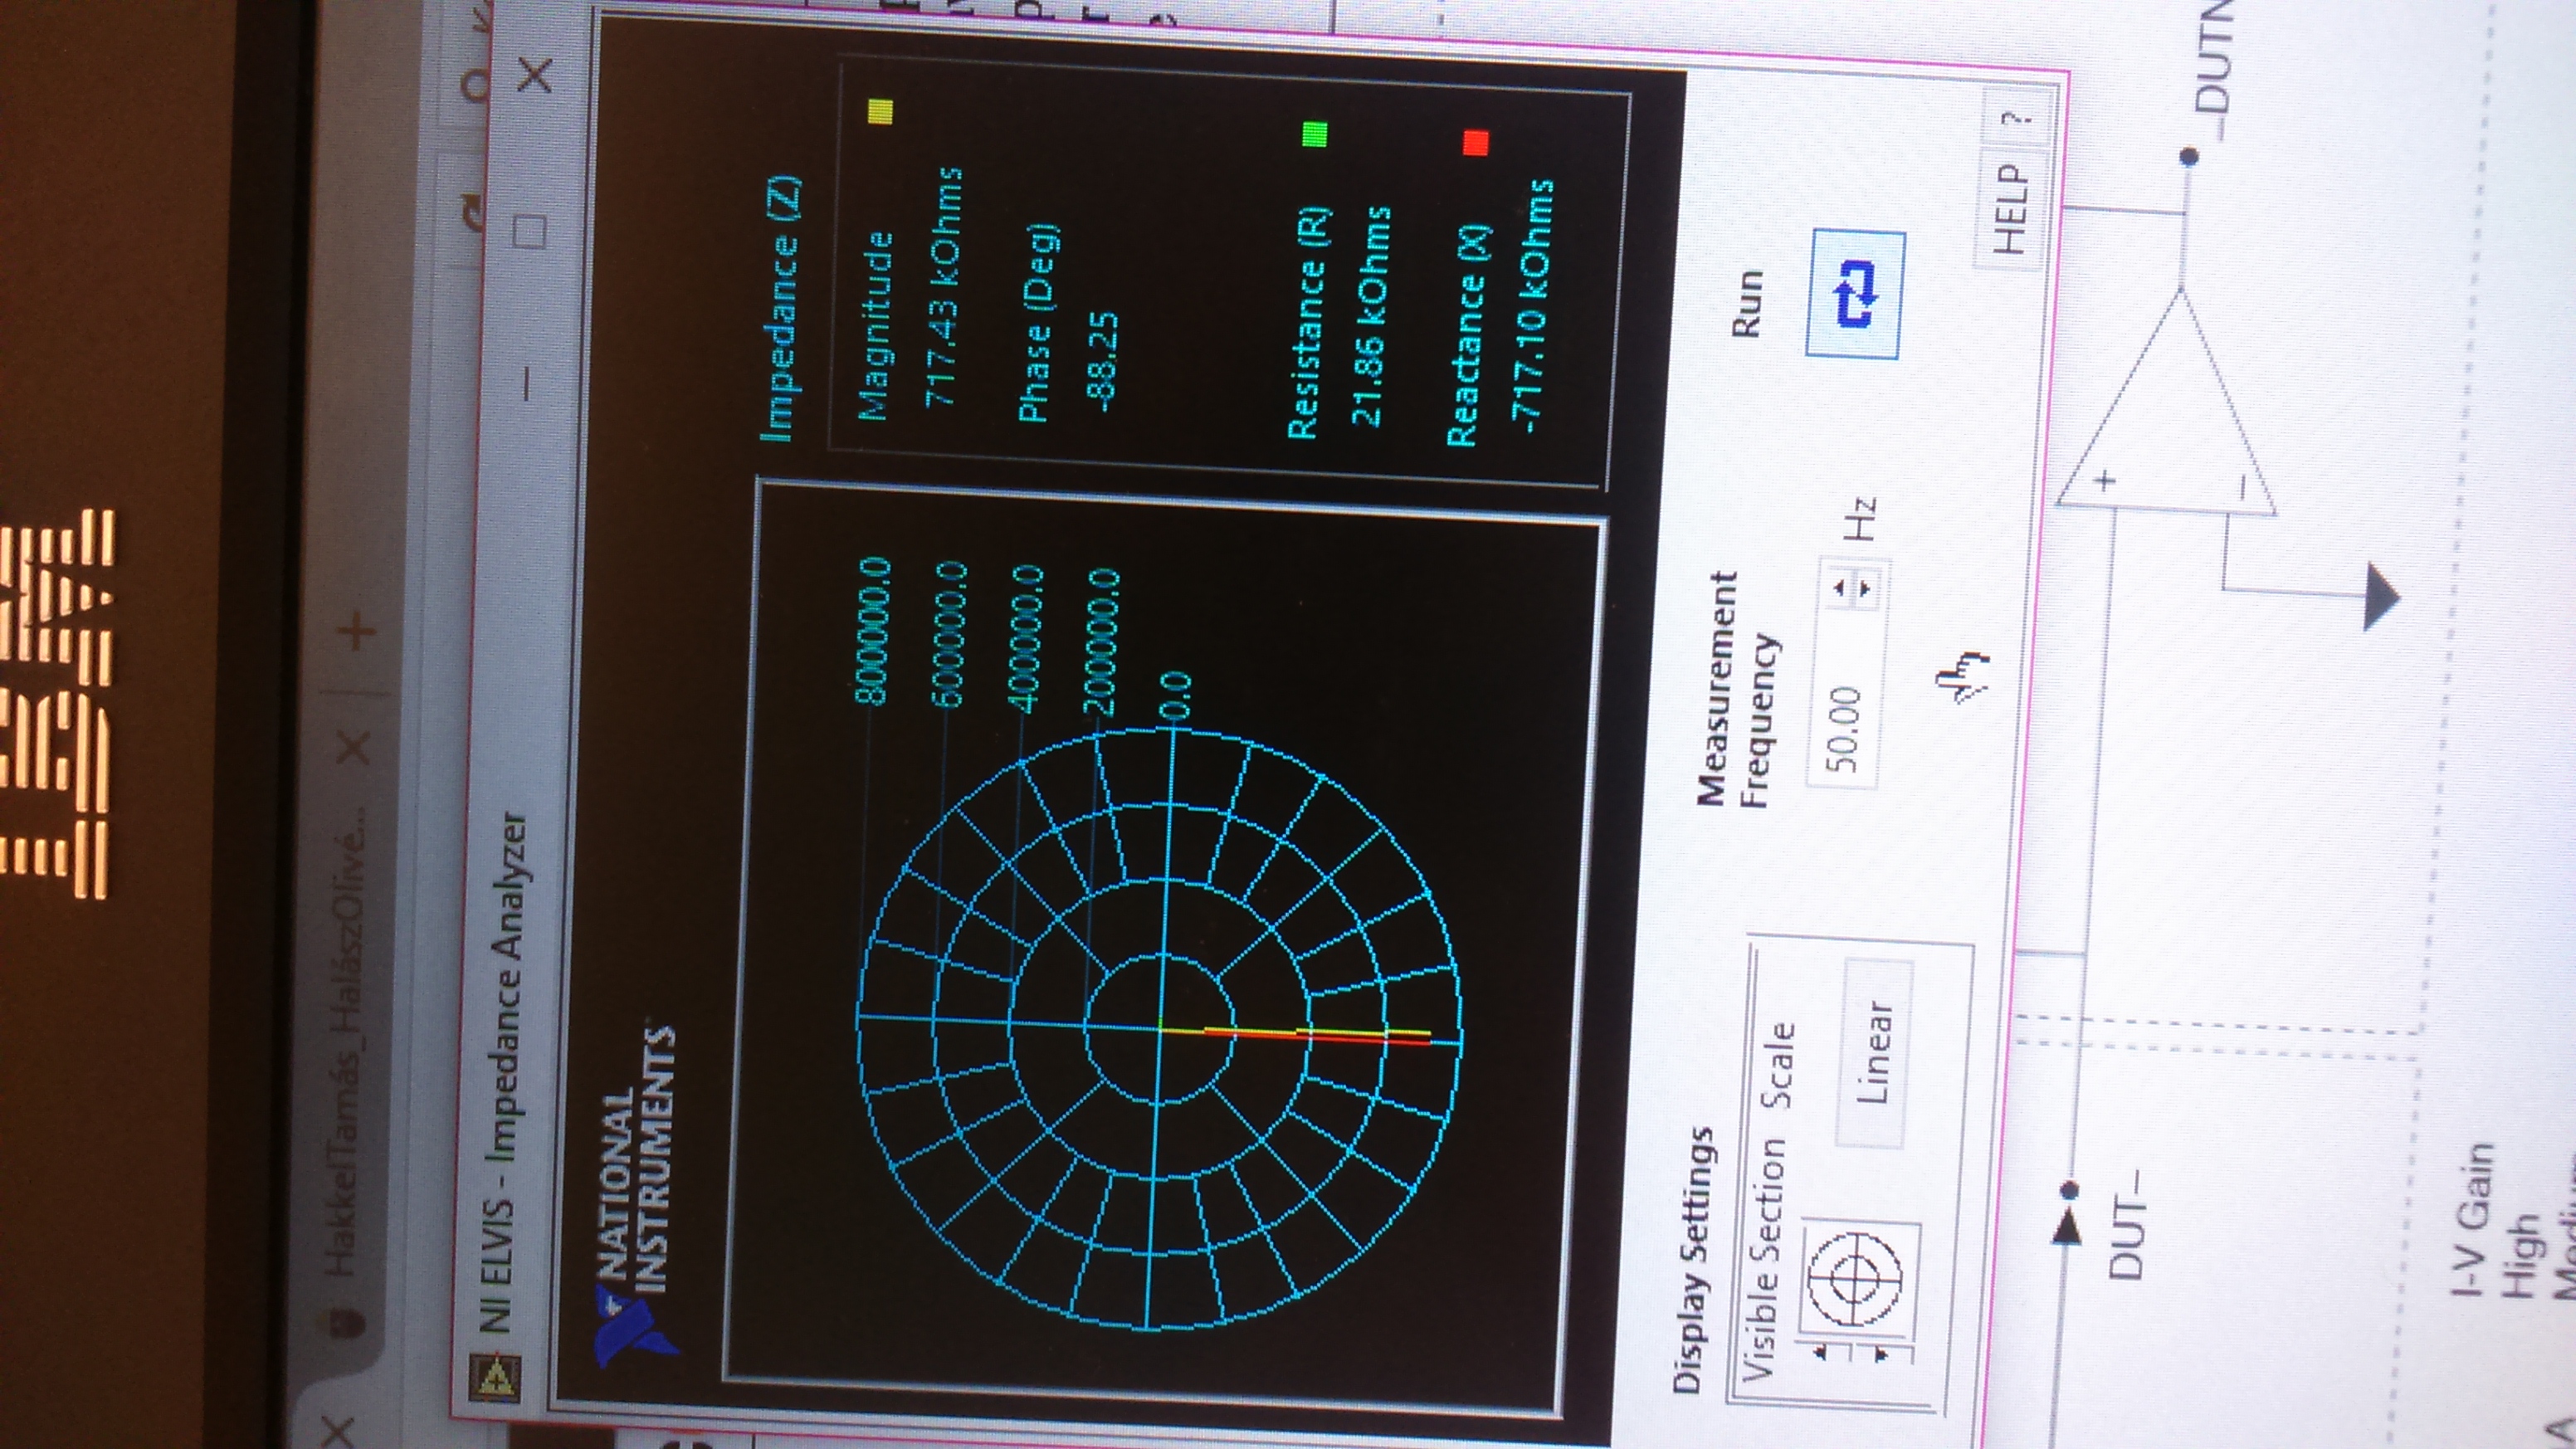 IBM
HakkelTamás_HalászOlivé...
NI ELVIS - Impedance Analyzer
NATIONAL
INSTRUMENTS
Impedance (Z)
800000.0
600000.0
400000.0
200000.0
0.0
Magnitude
717.43 kOhms
Phase (Deg)
-88.25
Resistance (R)
21.86 kOhms
Reactance (X)
-717.10 kOhms
Display Settings
Visible Section Scale
Linear
Measurement
Frequency
50.00 Hz
Run
HELP ?
DUT–
+
–
_DUTN
I-V Gain
High